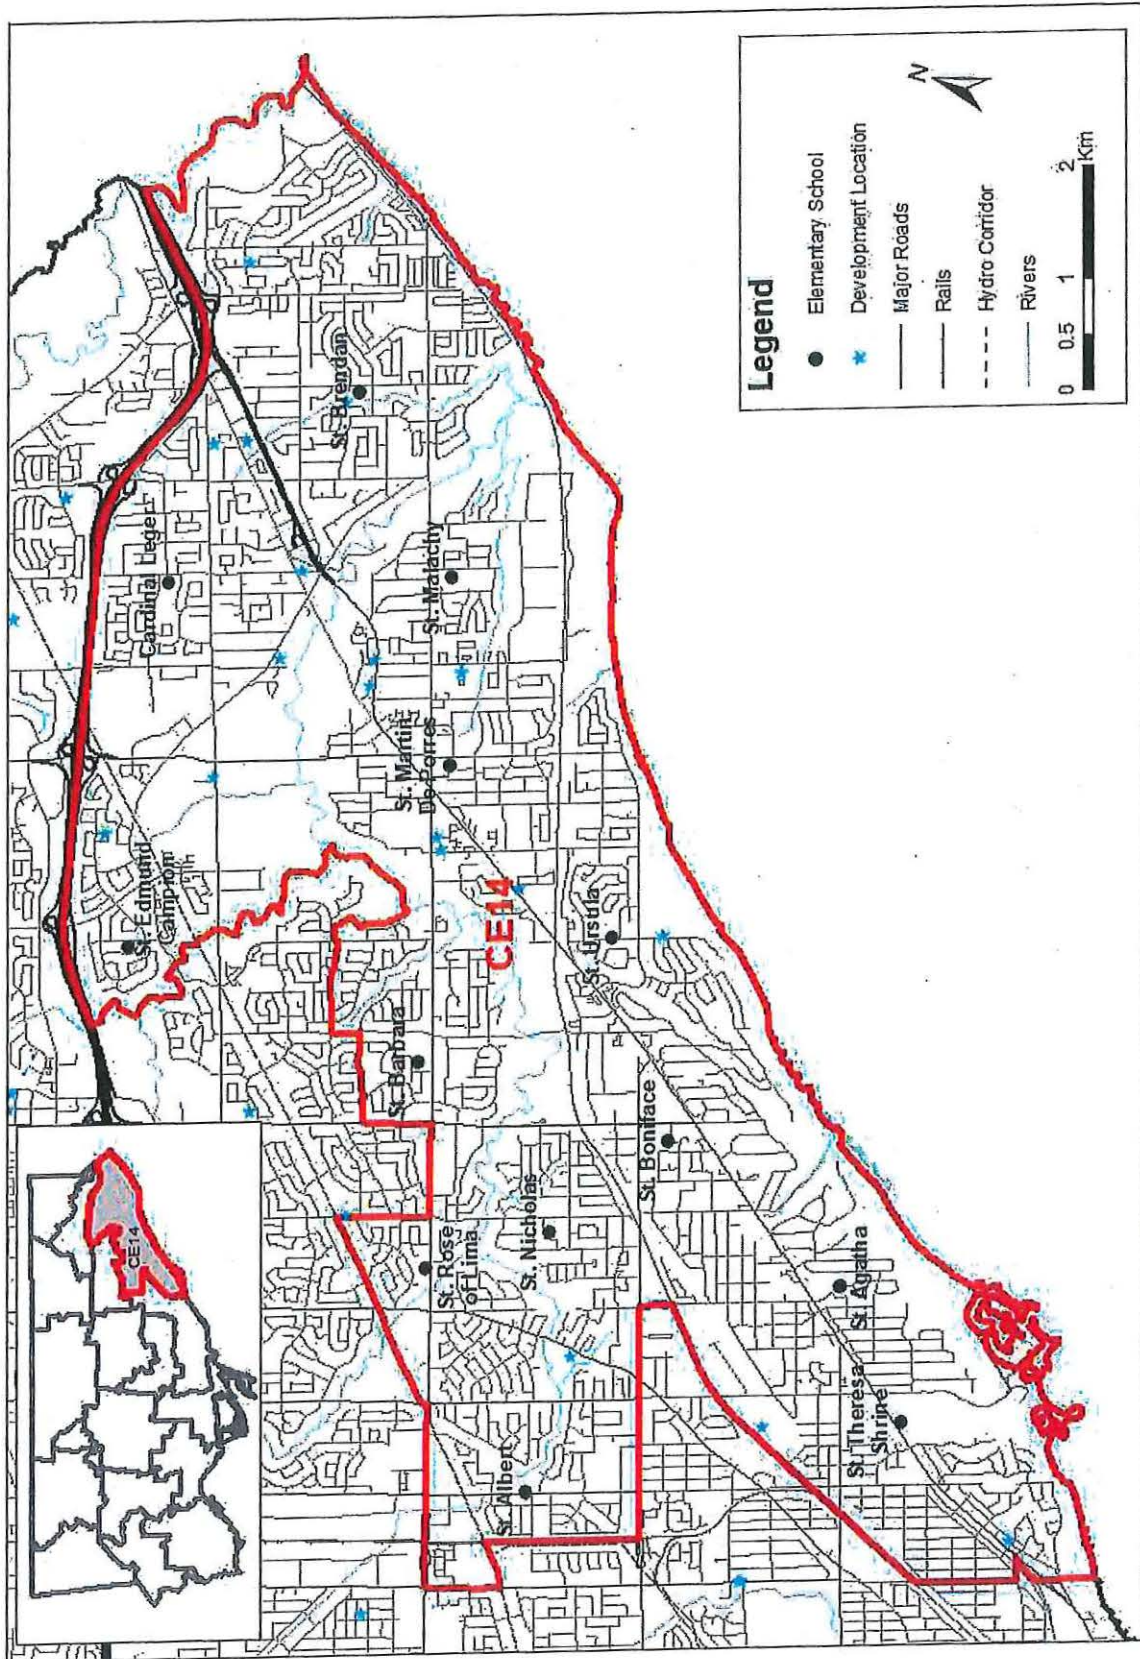 CE14
Cardinal Leger
St. Edmund
Campion
St. Brendan
St. Malachy
St. Martin
De Porres
CE14
St. Barbara
St. Ursula
St. Rose
of Lima
St. Nicholas
St. Boniface
St. Albert
St. Agatha
St. Theresa
Shrine
Legend
Elementary School
Development Location
Major Roads
Rails
Hydro Corridor
Rivers
0 0.5 1 2
Km
N